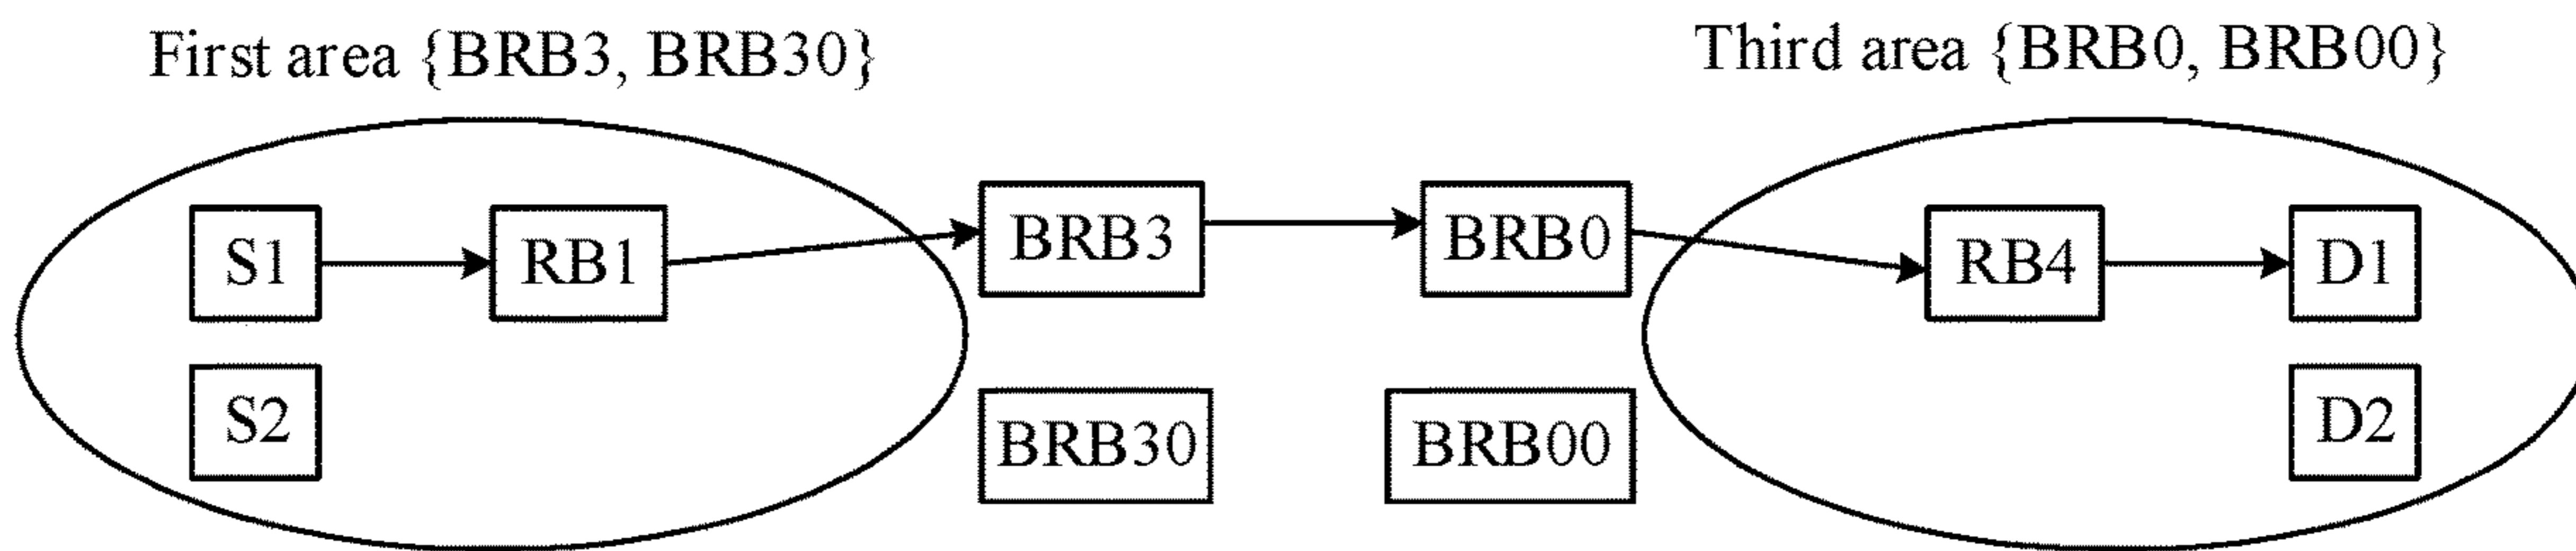 First area {BRB3, BRB30}
Third area {BRB0, BRB00}
S1
RB1
BRB3
BRB0
RB4
D1
S2
BRB30
BRB00
D2